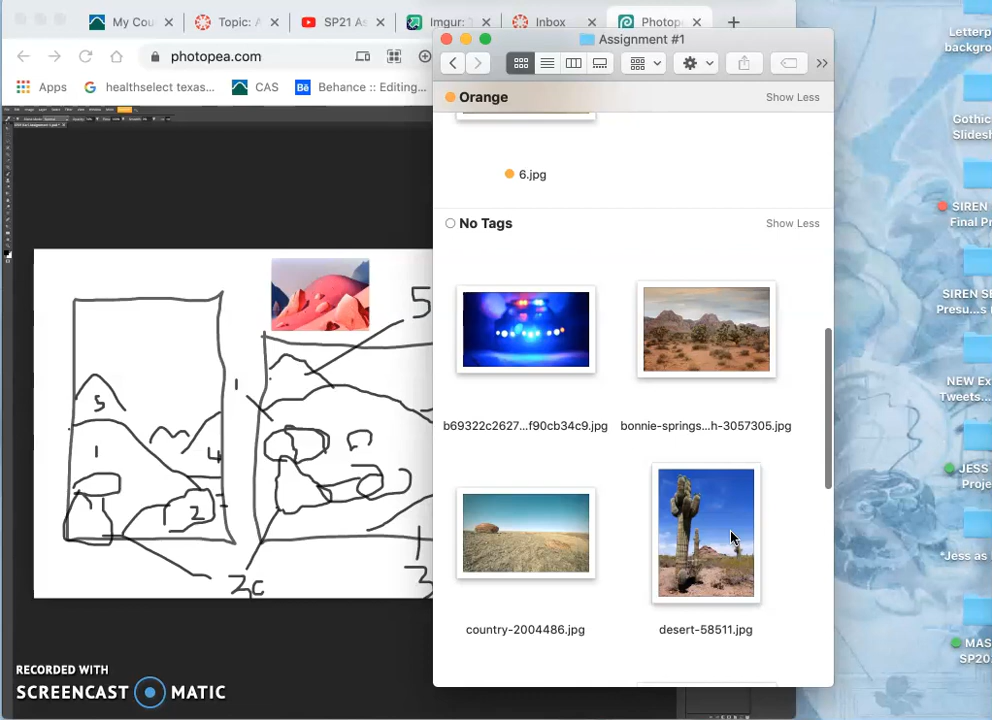 My Cou
Topic: A
SP21 As
Imgur:
Inbox
Photope
photopea.com
Apps
healthselect texas...
CAS
Behance :: Editing...
Assignment #1
Orange
Show Less
6.jpg
No Tags
Show Less
b69322c2627...f90cb34c9.jpg
bonnie-springs...h-3057305.jpg
country-2004486.jpg
desert-58511.jpg
5
1
5
1
4
2
1
3
Letterp
backgro
Gothic
Slidesh
SIREN
Final Pr
SIREN SE
Presu...s
NEW Ex
Tweets...
JESS
Proje
*Jess as
MAS
SP20
RECORDED WITH
SCREENCAST MATIC